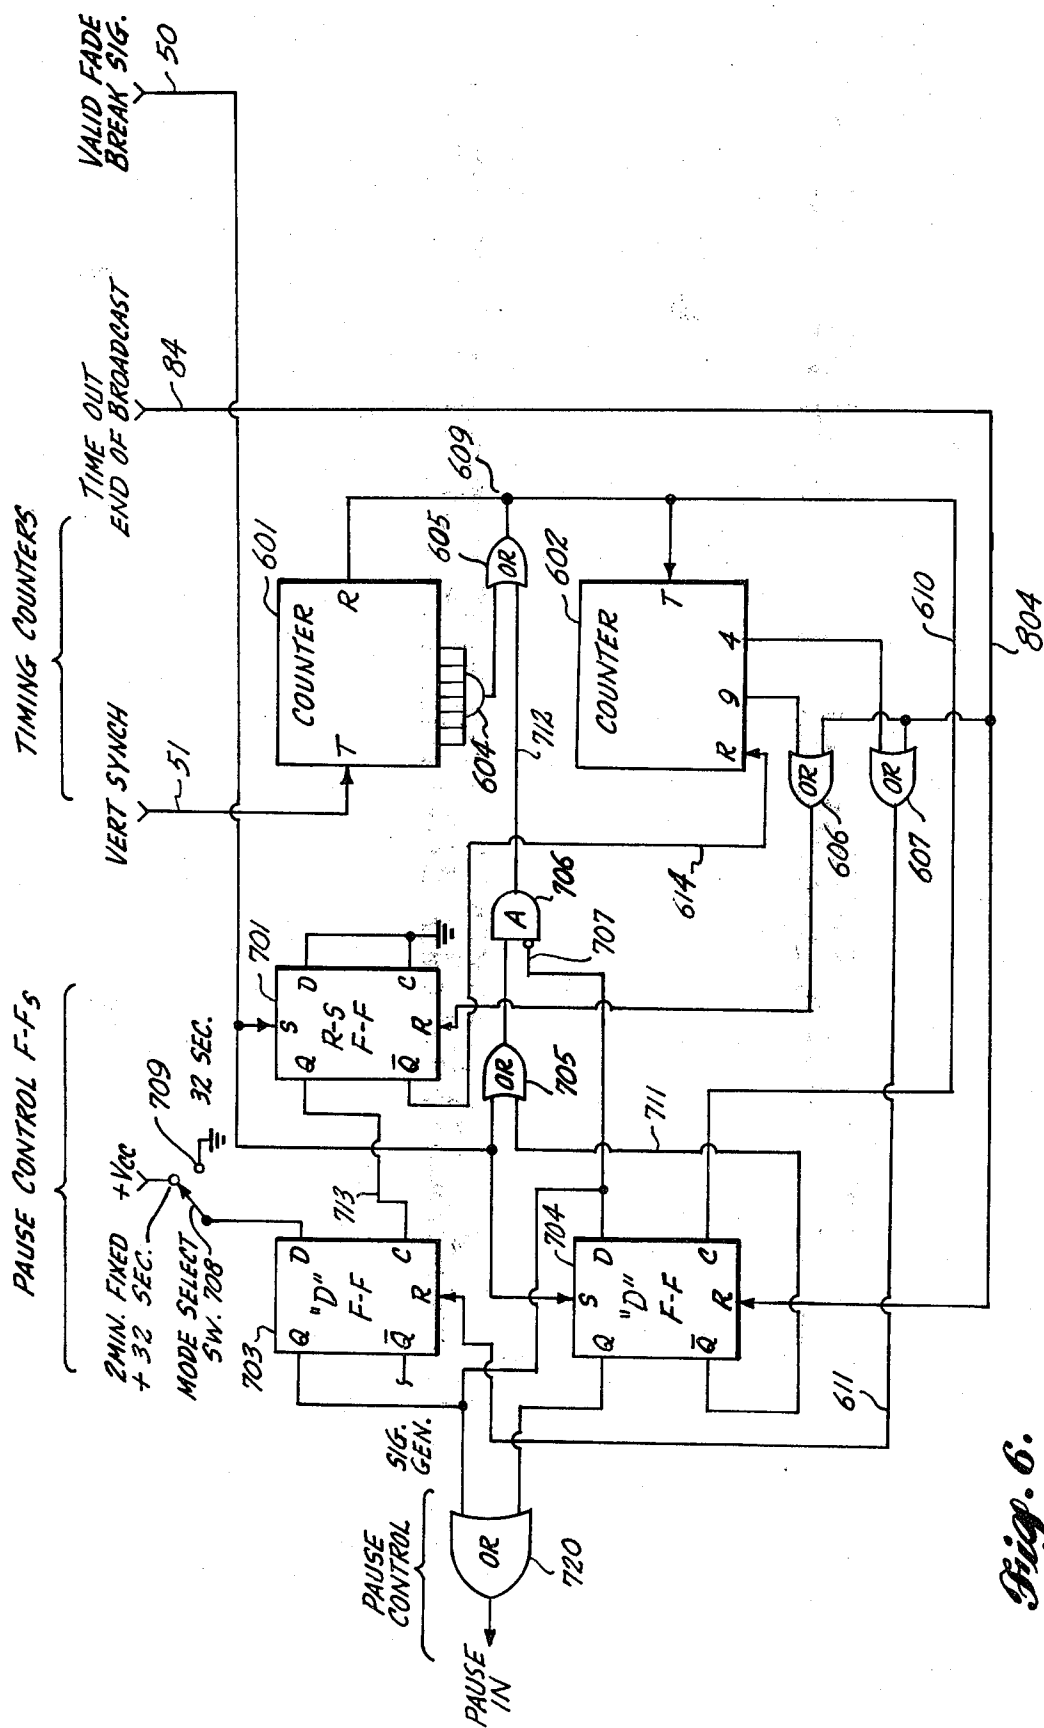 PAUSE CONTROL F-Fs
TIMING COUNTERS
2MIN. FIXED
+ 32 SEC.
+Vcc
709
32 SEC.
MODE SELECT
SW. 708
VERT SYNCH
51
TIME OUT
END OF BROADCAST
84
VALID FADE
BREAK SIG.
50
703
Q
D
"D"
F-F
Q̅
C
R
713
701
Q
S
D
R-S
F-F
Q̅
R
C
601
T
COUNTER
R
604
605
OR
609
PAUSE
CONTROL
SIG.
GEN.
OR
720
PAUSE
IN
OR
705
A
706
707
712
704
Q
S
D
"D"
F-F
Q̅
R
C
711
602
COUNTER
T
R
9
4
614
OR
606
OR
607
611
610
804
Fig. 6.